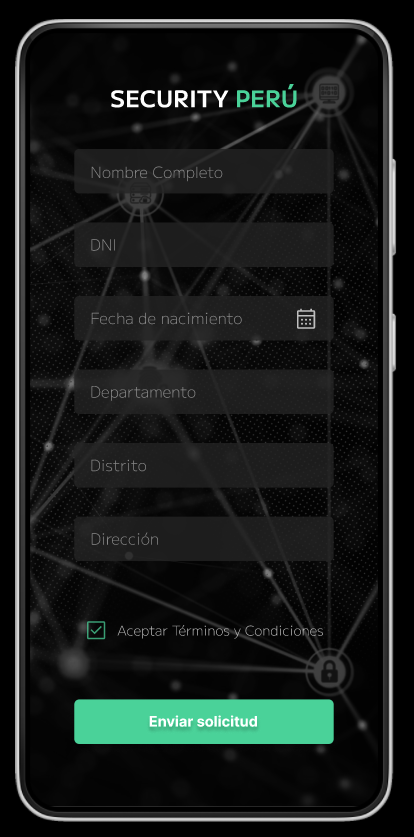 SECURITY PERÚ
Nombre Completo
DNI
Fecha de nacimiento
Departamento
Distrito
Dirección
Aceptar Términos y Condiciones
Enviar solicitud